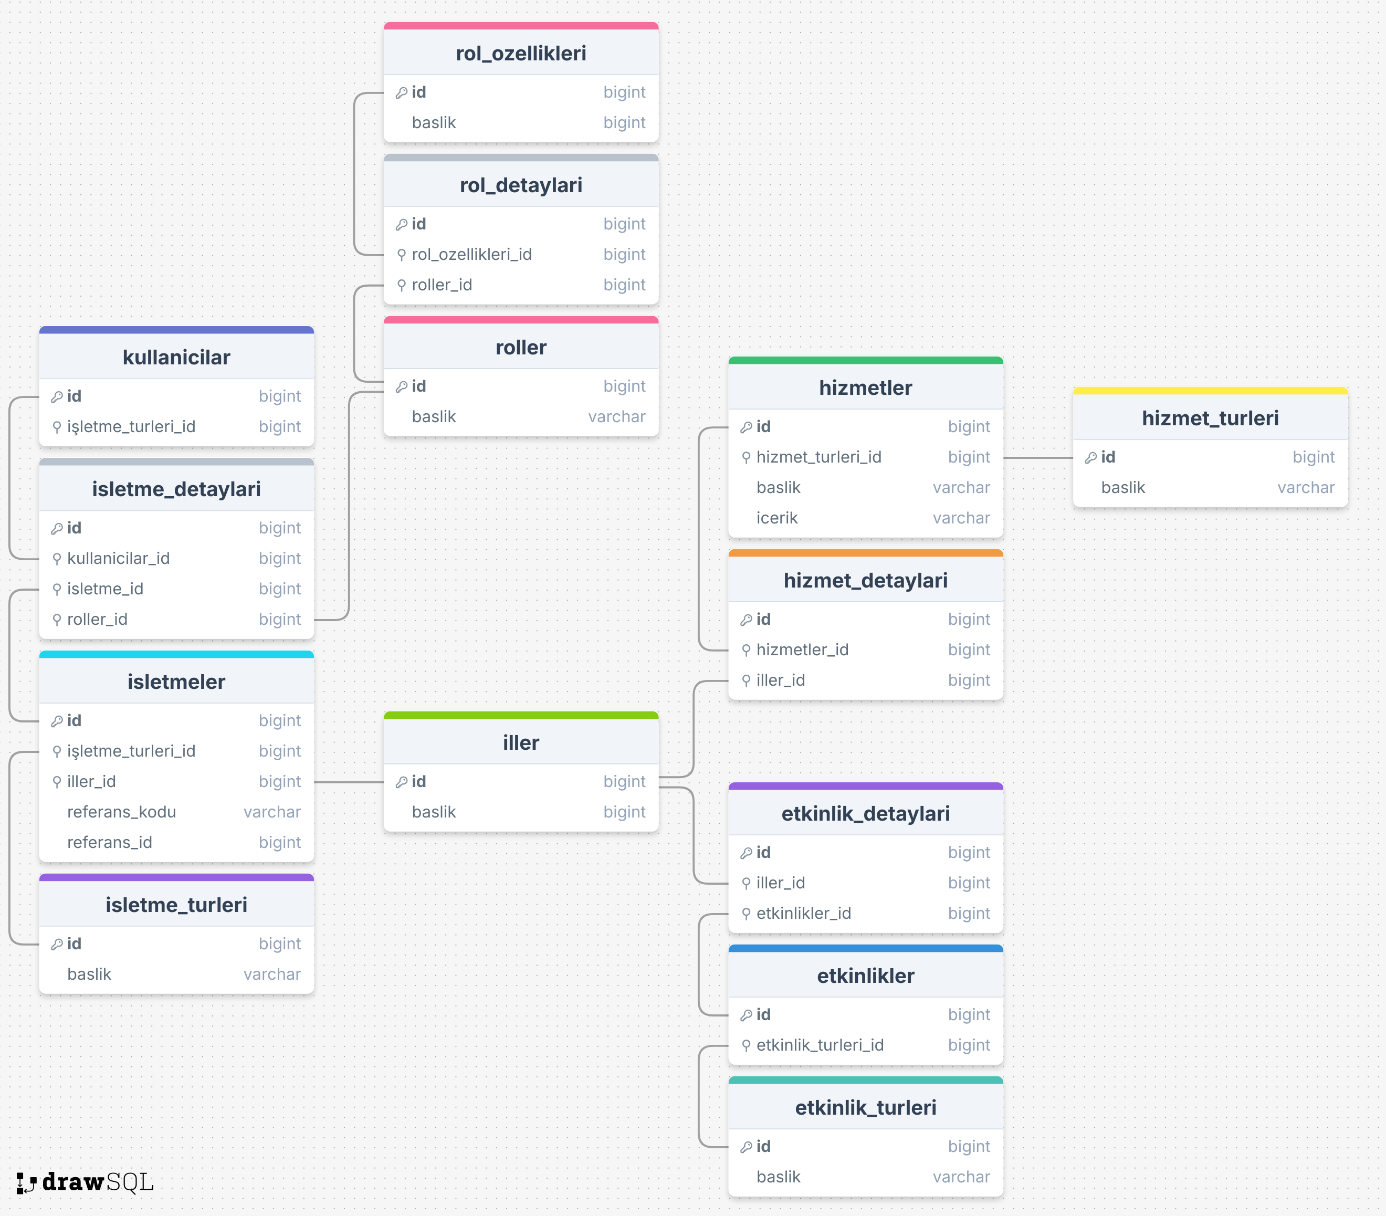 rol_ozellikleri
id bigint
baslik bigint
rol_detaylari
id bigint
rol_ozellikleri_id bigint
roller_id bigint
roller
id bigint
baslik varchar
kullanicilar
id bigint
işletme_turleri_id bigint
isletme_detaylari
id bigint
kullanicilar_id bigint
isletme_id bigint
roller_id bigint
isletmeler
id bigint
işletme_turleri_id bigint
iller_id bigint
referans_kodu varchar
referans_id bigint
isletme_turleri
id bigint
baslik varchar
iller
id bigint
baslik bigint
hizmetler
id bigint
hizmet_turleri_id bigint
baslik varchar
icerik varchar
hizmet_turleri
id bigint
baslik varchar
hizmet_detaylari
id bigint
hizmetler_id bigint
iller_id bigint
etkinlik_detaylari
id bigint
iller_id bigint
etkinlikler_id bigint
etkinlikler
id bigint
etkinlik_turleri_id bigint
etkinlik_turleri
id bigint
baslik varchar
drawSQL